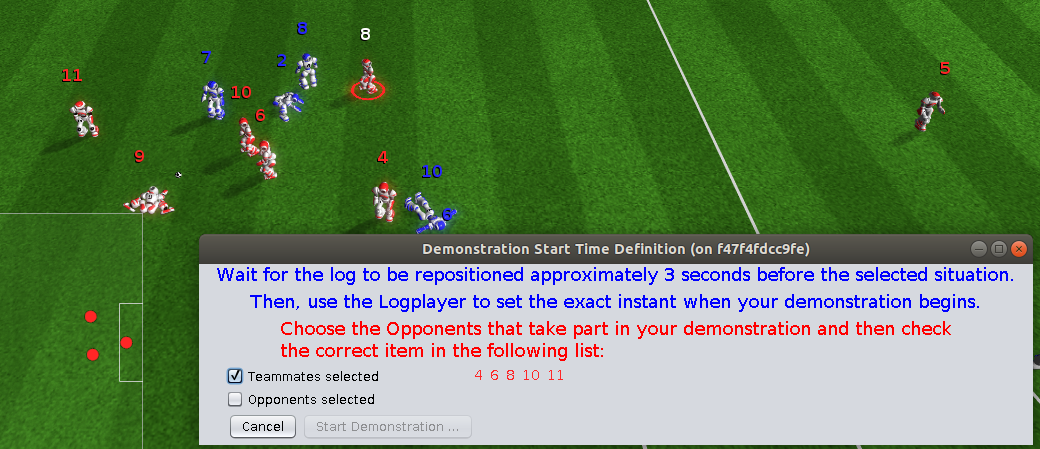 8
8
7
2
5
11
10
6
9
4
10
6
Demonstration Start Time Definition (on f47f4fdcc9fe)
Wait for the log to be repositioned approximately 3 seconds before the selected situation.
Then, use the Logplayer to set the exact instant when your demonstration begins.
Choose the Opponents that take part in your demonstration and then check
the correct item in the following list:
Teammates selected 4 6 8 10 11
Opponents selected
Cancel Start Demonstration ...